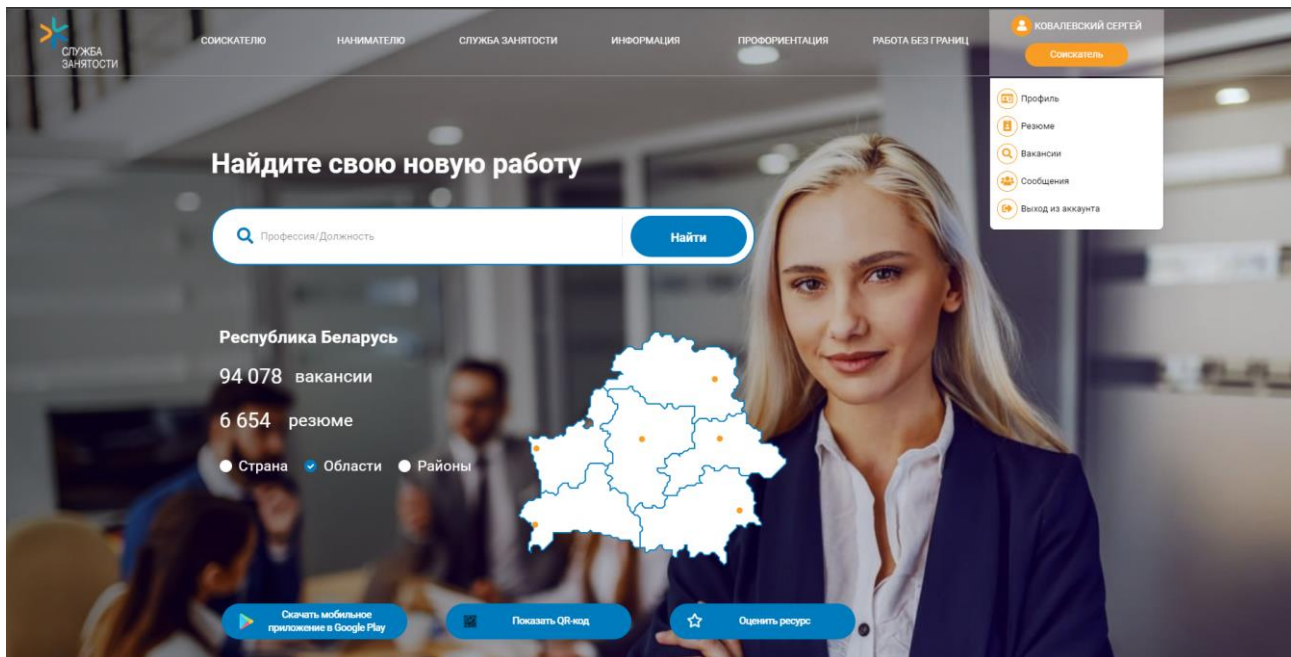 СЛУЖБА
ЗАНЯТОСТИ
СОИСКАТЕЛЮ
НАНИМАТЕЛЮ
СЛУЖБА ЗАНЯТОСТИ
ИНФОРМАЦИЯ
ПРОФОРИЕНТАЦИЯ
РАБОТА БЕЗ ГРАНИЦ
КОВАЛЕВСКИЙ СЕРГЕЙ
Соискатель
Профиль
Резюме
Вакансии
Сообщения
Выход из аккаунта
Найдите свою новую работу
Профессия/Должность
Найти
Республика Беларусь
94 078 вакансии
6 654 резюме
Страна Области Районы
Скачать мобильное
приложение в Google Play
Показать QR-код
Оценить ресурс